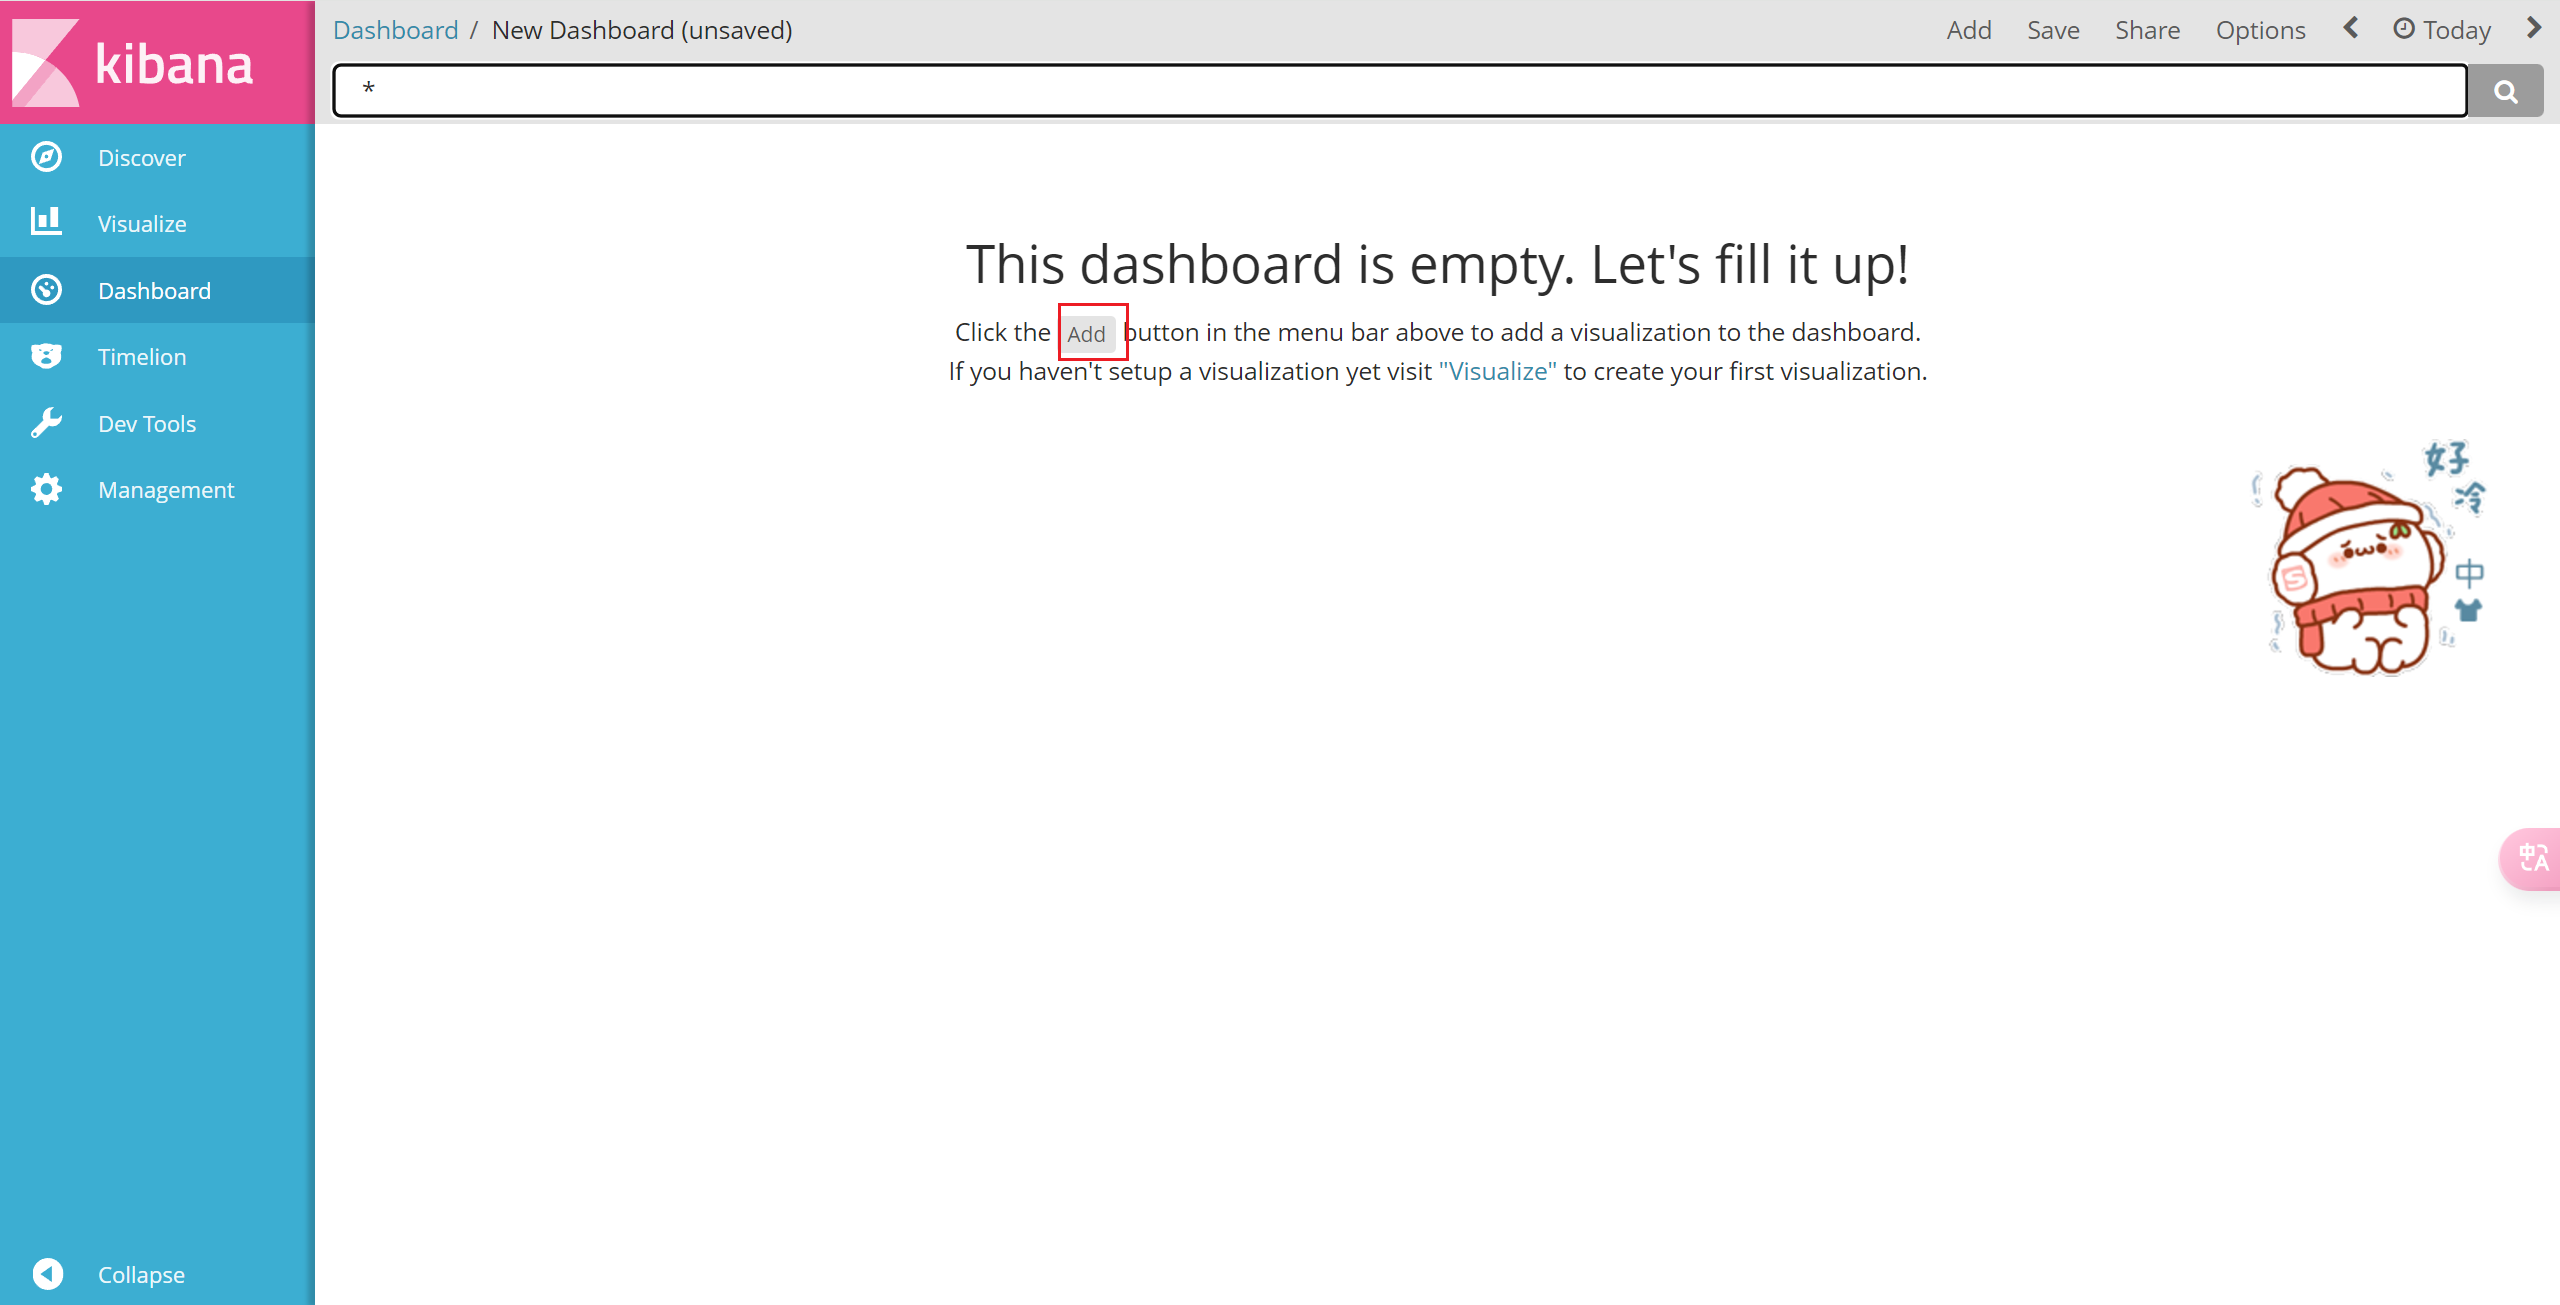 kibana
Dashboard / New Dashboard (unsaved)
Add Save Share Options Today
*
Discover
Visualize
Dashboard
Timelion
Dev Tools
Management
Collapse
This dashboard is empty. Let's fill it up!
Click the Add button in the menu bar above to add a visualization to the dashboard.
If you haven't setup a visualization yet visit "Visualize" to create your first visualization.
好
冷
S
中
中A